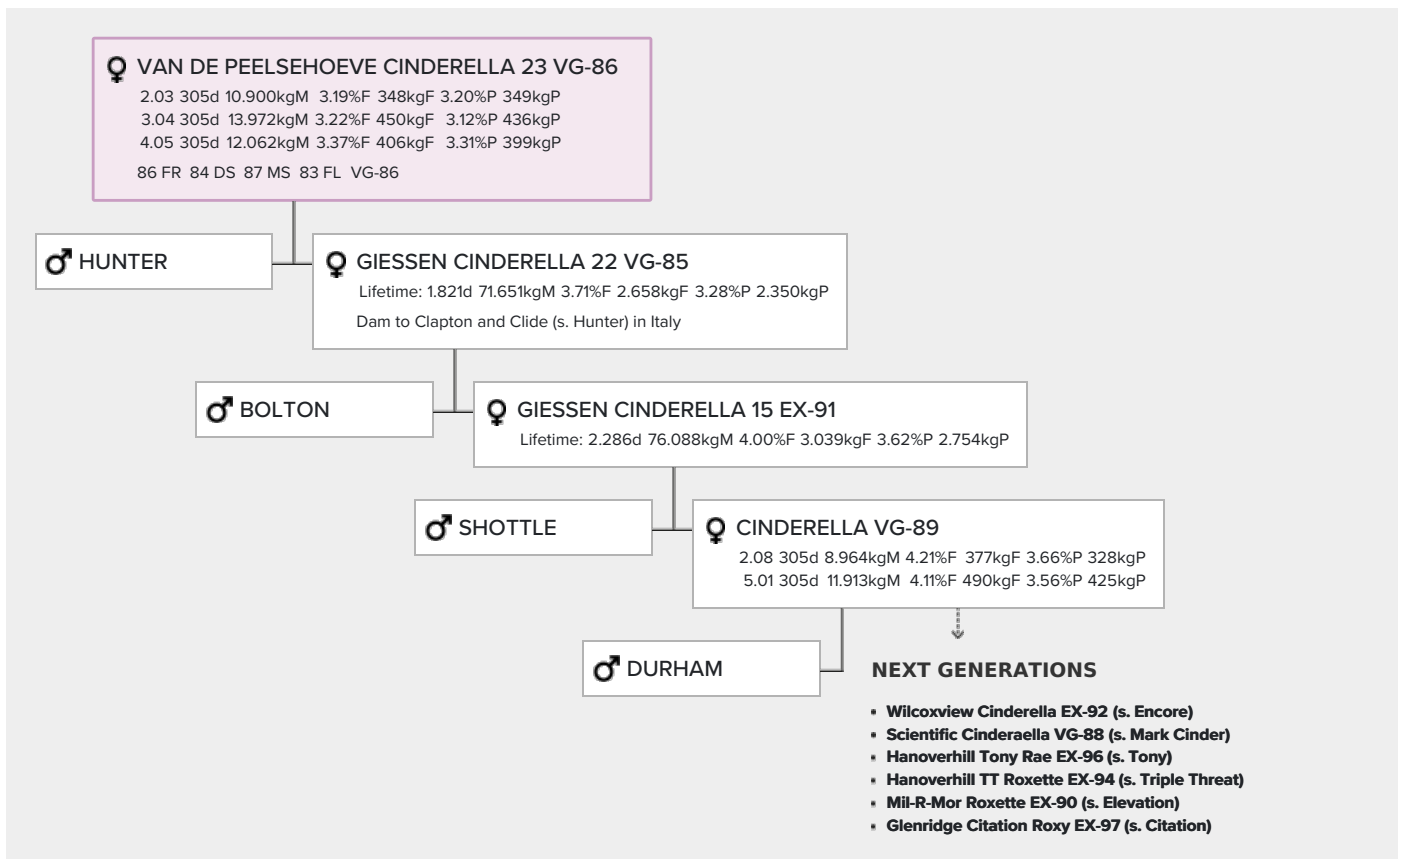 VAN DE PEELSEHOEVE CINDERELLA 23 VG-86
2.03 305d 10.900kgM 3.19%F 348kgF 3.20%P 349kgP
3.04 305d 13.972kgM 3.22%F 450kgF 3.12%P 436kgP
4.05 305d 12.062kgM 3.37%F 406kgF 3.31%P 399kgP
86 FR 84 DS 87 MS 83 FL VG-86
HUNTER
GIESSEN CINDERELLA 22 VG-85
Lifetime: 1.821d 71.651kgM 3.71%F 2.658kgF 3.28%P 2.350kgP
Dam to Clapton and Clide (s. Hunter) in Italy
BOLTON
GIESSEN CINDERELLA 15 EX-91
Lifetime: 2.286d 76.088kgM 4.00%F 3.039kgF 3.62%P 2.754kgP
SHOTTLE
CINDERELLA VG-89
2.08 305d 8.964kgM 4.21%F 377kgF 3.66%P 328kgP
5.01 305d 11.913kgM 4.11%F 490kgF 3.56%P 425kgP
DURHAM
NEXT GENERATIONS
▪ Wilcoxview Cinderella EX-92 (s. Encore)
▪ Scientific Cinderaella VG-88 (s. Mark Cinder)
▪ Hanoverhill Tony Rae EX-96 (s. Tony)
▪ Hanoverhill TT Roxette EX-94 (s. Triple Threat)
▪ Mil-R-Mor Roxette EX-90 (s. Elevation)
▪ Glenridge Citation Roxy EX-97 (s. Citation)